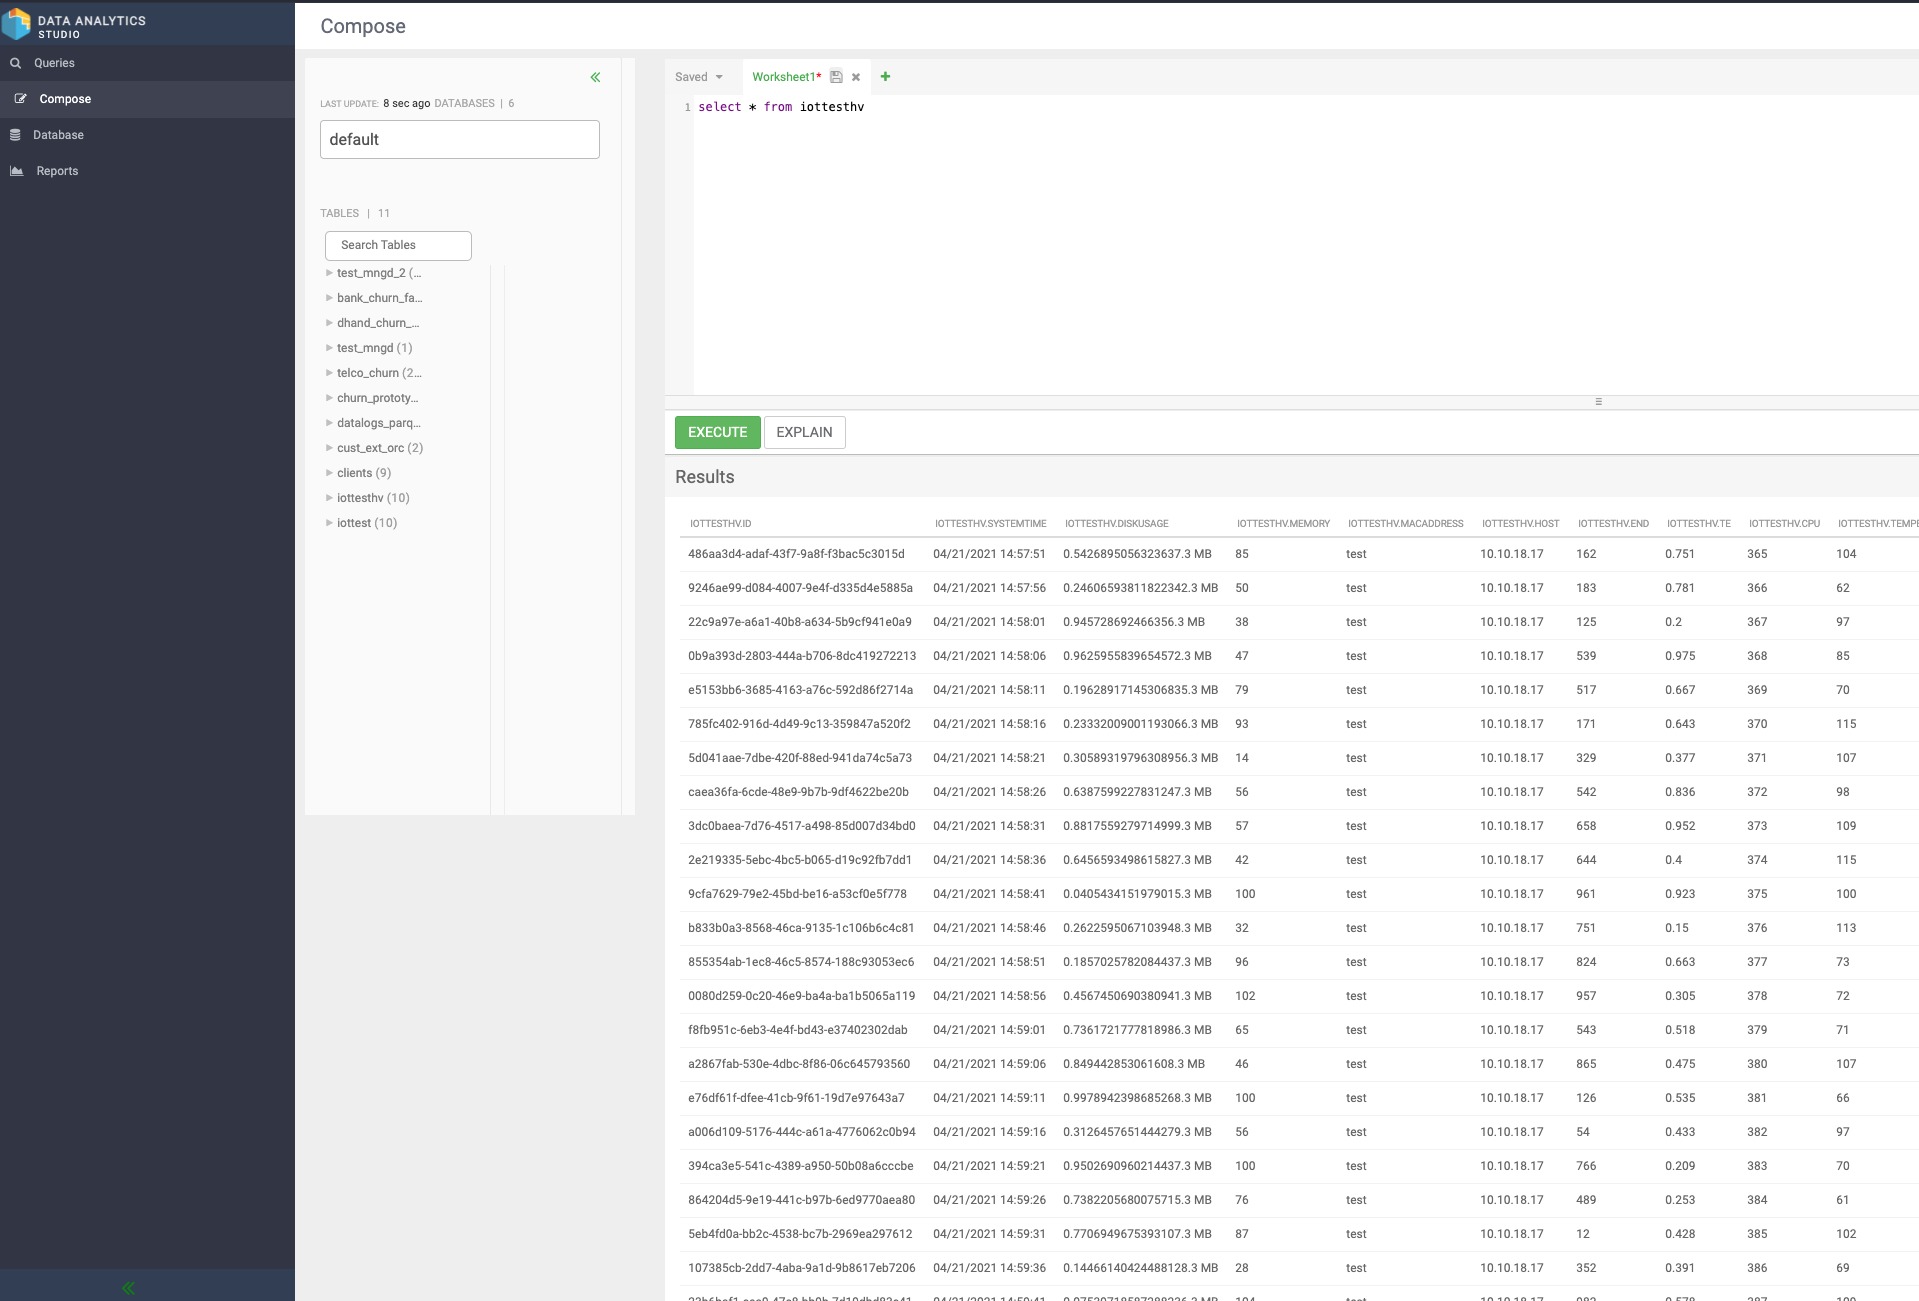 DATA ANALYTICS
STUDIO
Queries
Compose
Database
Reports
Compose
LAST UPDATE: 8 sec ago DATABASES | 6
default
TABLES | 11
Search Tables
test_mngd_2 (...
bank_churn_fa...
dhand_churn_...
test_mngd (1)
telco_churn (2...
churn_prototy...
datalogs_parq...
cust_ext_orc (2)
clients (9)
iottesthv (10)
iottest (10)
Saved Worksheet1*
1 select * from iottesthv
EXECUTE EXPLAIN
Results
IOTTESTHV.ID IOTTESTHV.SYSTEMTIME IOTTESTHV.DISKUSAGE IOTTESTHV.MEMORY IOTTESTHV.MACADDRESS IOTTESTHV.HOST IOTTESTHV.END IOTTESTHV.TE IOTTESTHV.CPU IOTTESTHV.TEMPE
486aa3d4-adaf-43f7-9a8f-f3bac5c3015d 04/21/2021 14:57:51 0.5426895056323637.3 MB 85 test 10.10.18.17 162 0.751 365 104
9246ae99-d084-4007-9e4f-d335d4e5885a 04/21/2021 14:57:56 0.24606593811822342.3 MB 50 test 10.10.18.17 183 0.781 366 62
22c9a97e-a6a1-40b8-a634-5b9cf941e0a9 04/21/2021 14:58:01 0.945728692466356.3 MB 38 test 10.10.18.17 125 0.2 367 97
0b9a393d-2803-444a-b706-8dc419272213 04/21/2021 14:58:06 0.9625955839654572.3 MB 47 test 10.10.18.17 539 0.975 368 85
e5153bb6-3685-4163-a76c-592d86f2714a 04/21/2021 14:58:11 0.19628917145306835.3 MB 79 test 10.10.18.17 517 0.667 369 70
785fc402-916d-4d49-9c13-359847a520f2 04/21/2021 14:58:16 0.23332009001193066.3 MB 93 test 10.10.18.17 171 0.643 370 115
5d041aae-7dbe-420f-88ed-941da74c5a73 04/21/2021 14:58:21 0.30589319796308956.3 MB 14 test 10.10.18.17 329 0.377 371 107
caea36fa-6cde-48e9-9b7b-9df4622be20b 04/21/2021 14:58:26 0.6387599227831247.3 MB 56 test 10.10.18.17 542 0.836 372 98
3dc0baea-7d76-4517-a498-85d007d34bd0 04/21/2021 14:58:31 0.8817559279714999.3 MB 57 test 10.10.18.17 658 0.952 373 109
2e219335-5ebc-4bc5-b065-d19c92fb7dd1 04/21/2021 14:58:36 0.6456593498615827.3 MB 42 test 10.10.18.17 644 0.4 374 115
9cfa7629-79e2-45bd-be16-a53cf0e5f778 04/21/2021 14:58:41 0.0405434151979015.3 MB 100 test 10.10.18.17 961 0.923 375 100
b833b0a3-8568-46ca-9135-1c106b6c4c81 04/21/2021 14:58:46 0.2622595067103948.3 MB 32 test 10.10.18.17 751 0.15 376 113
855354ab-1ec8-46c5-8574-188c93053ec6 04/21/2021 14:58:51 0.1857025782084437.3 MB 96 test 10.10.18.17 824 0.663 377 73
0080d259-0c20-46e9-ba4a-ba1b5065a119 04/21/2021 14:58:56 0.4567450690380941.3 MB 102 test 10.10.18.17 957 0.305 378 72
f8fb951c-6eb3-4e4f-bd43-e37402302dab 04/21/2021 14:59:01 0.7361721777818986.3 MB 65 test 10.10.18.17 543 0.518 379 71
a2867fab-530e-4dbc-8f86-06c645793560 04/21/2021 14:59:06 0.849442853061608.3 MB 46 test 10.10.18.17 865 0.475 380 107
e76df61f-dfee-41cb-9f61-19d7e97643a7 04/21/2021 14:59:11 0.9978942398685268.3 MB 100 test 10.10.18.17 126 0.535 381 66
a006d109-5176-444c-a61a-4776062c0b94 04/21/2021 14:59:16 0.3126457651444279.3 MB 56 test 10.10.18.17 54 0.433 382 97
394ca3e5-541c-4389-a950-50b08a6cccbe 04/21/2021 14:59:21 0.9502690960214437.3 MB 100 test 10.10.18.17 766 0.209 383 70
864204d5-9e19-441c-b97b-6ed9770aea80 04/21/2021 14:59:26 0.7382205680075715.3 MB 76 test 10.10.18.17 489 0.253 384 61
5eb4fd0a-bb2c-4538-bc7b-2969ea297612 04/21/2021 14:59:31 0.7706949675393107.3 MB 87 test 10.10.18.17 12 0.428 385 102
107385cb-2dd7-4aba-9a1d-9b8617eb7206 04/21/2021 14:59:36 0.14466140424488128.3 MB 28 test 10.10.18.17 352 0.391 386 69